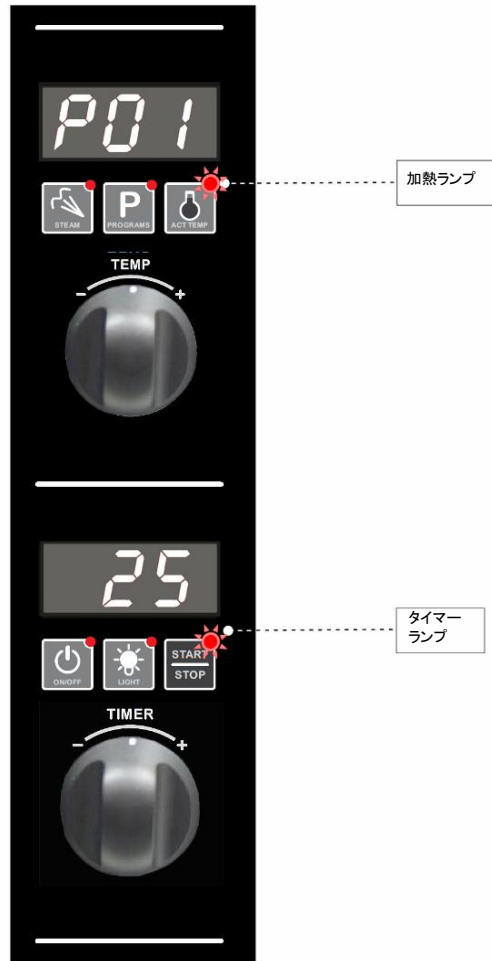 P01
加熱ランプ
STEAM
P
PROGRAMS
ACT TEMP
TEMP
- +
25
タイマー
ランプ
ON/OFF
LIGHT
START
STOP
TIMER
- +